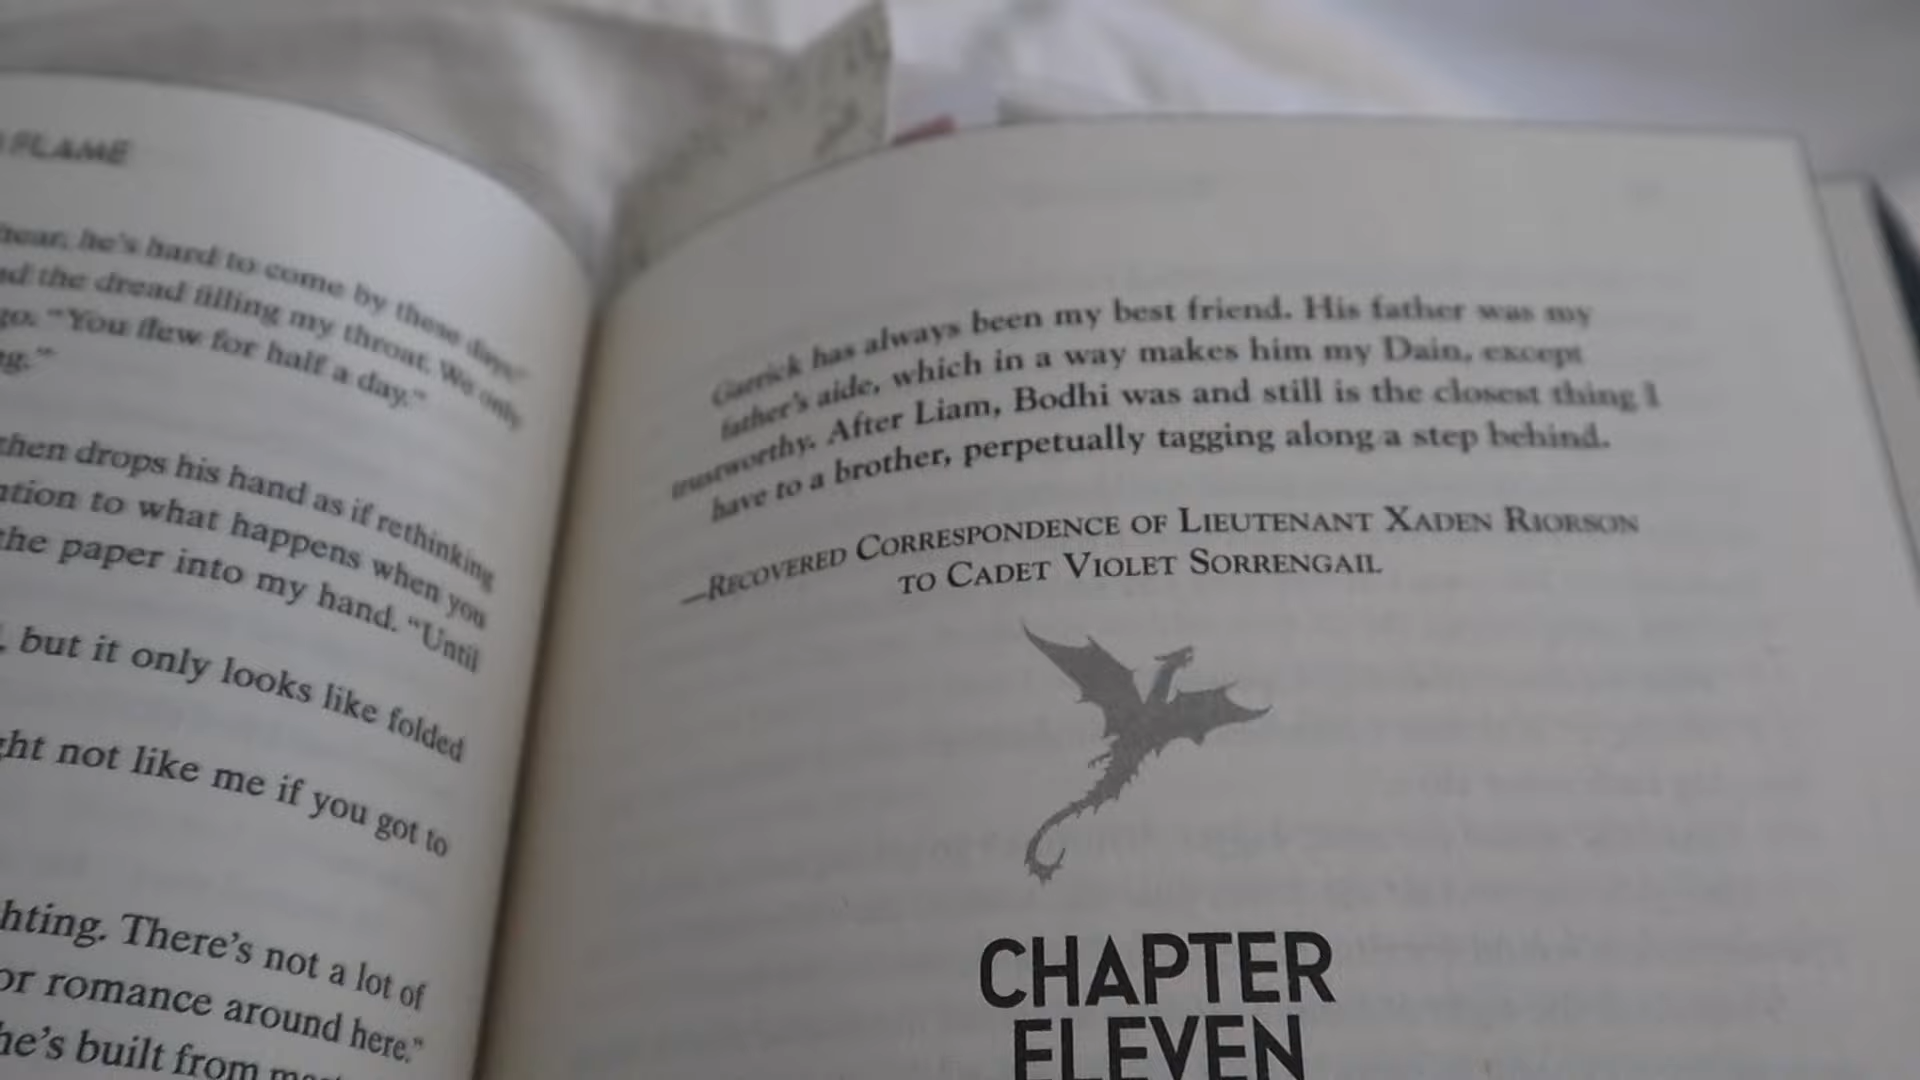 FLAME
hear, he's hard to come by these days."
the dread filling my throat. We only
go. "You flew for half a day."
then drops his hand as if rethinking
to what happens when you
the paper into my hand. "Until
, but it only looks like folded
not like me if you got to
There's not a lot of
or romance around here."
he's built from
Garrick has always been my best friend. His father was my
father's aide, which in a way makes him my Dain, except
trustworthy. After Liam, Bodhi was and still is the closest thing I
have to a brother, perpetually tagging along a step behind.
—RECOVERED CORRESPONDENCE OF LIEUTENANT XADEN RIORSON
TO CADET VIOLET SORRENGAIL
CHAPTER
ELEVEN